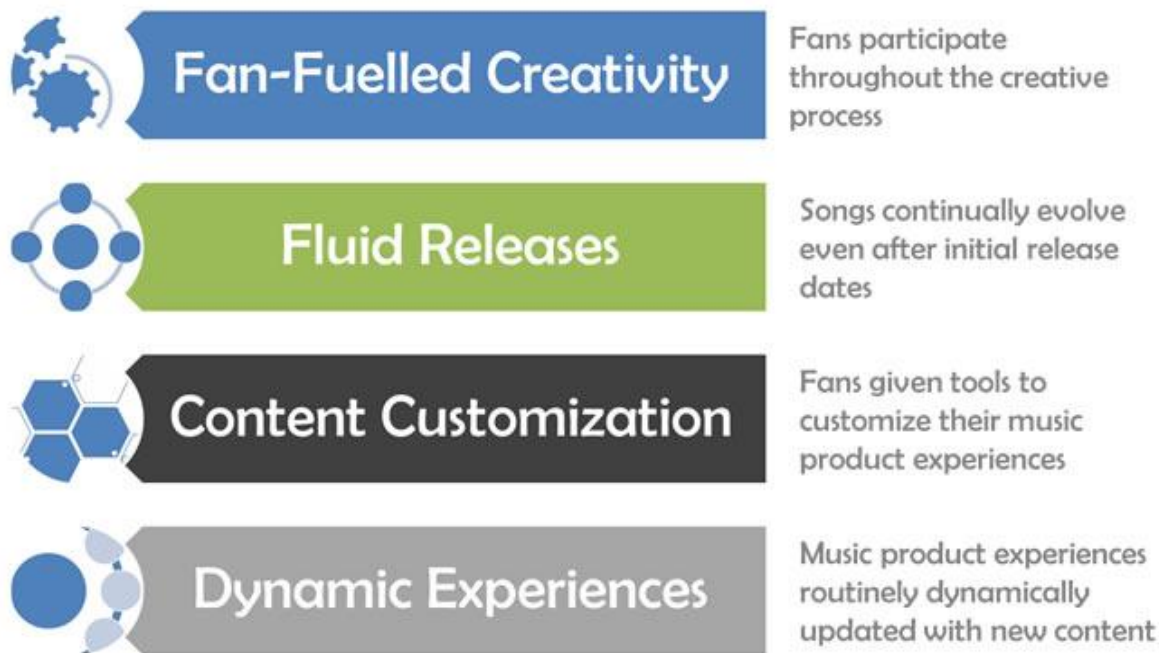 Fan-Fuelled Creativity
Fans participate
throughout the creative
process
Fluid Releases
Songs continually evolve
even after initial release
dates
Content Customization
Fans given tools to
customize their music
product experiences
Dynamic Experiences
Music product experiences
routinely dynamically
updated with new content